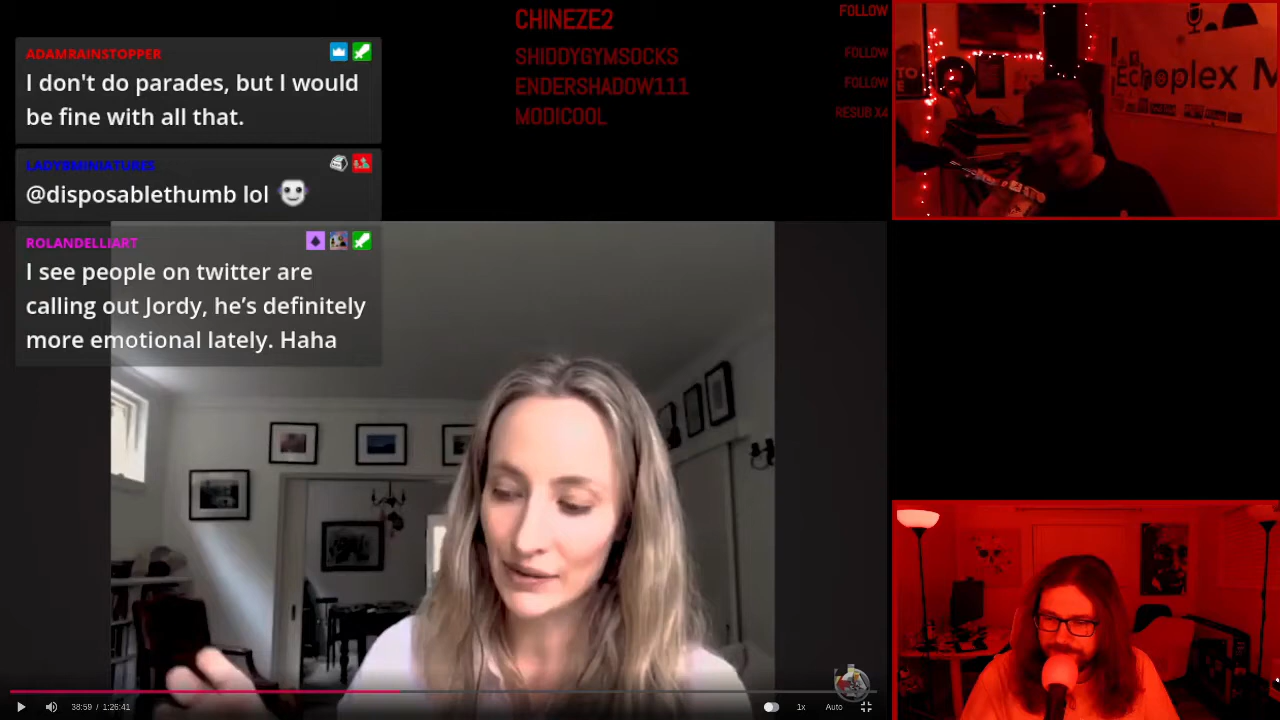 CHINEZE2
FOLLOW
SHIDDYGYMSOCKS
FOLLOW
ENDERSHADOW111
FOLLOW
MODICOOL
RESUB X4
ADAMRAINSTOPPER
I don't do parades, but I would
be fine with all that.
LADY8MINIATURES
@disposablethumb lol
ROLANDELLIART
I see people on twitter are
calling out Jordy, he’s definitely
more emotional lately. Haha
Echoplex M
38:59 / 1:26:41
1x
Auto